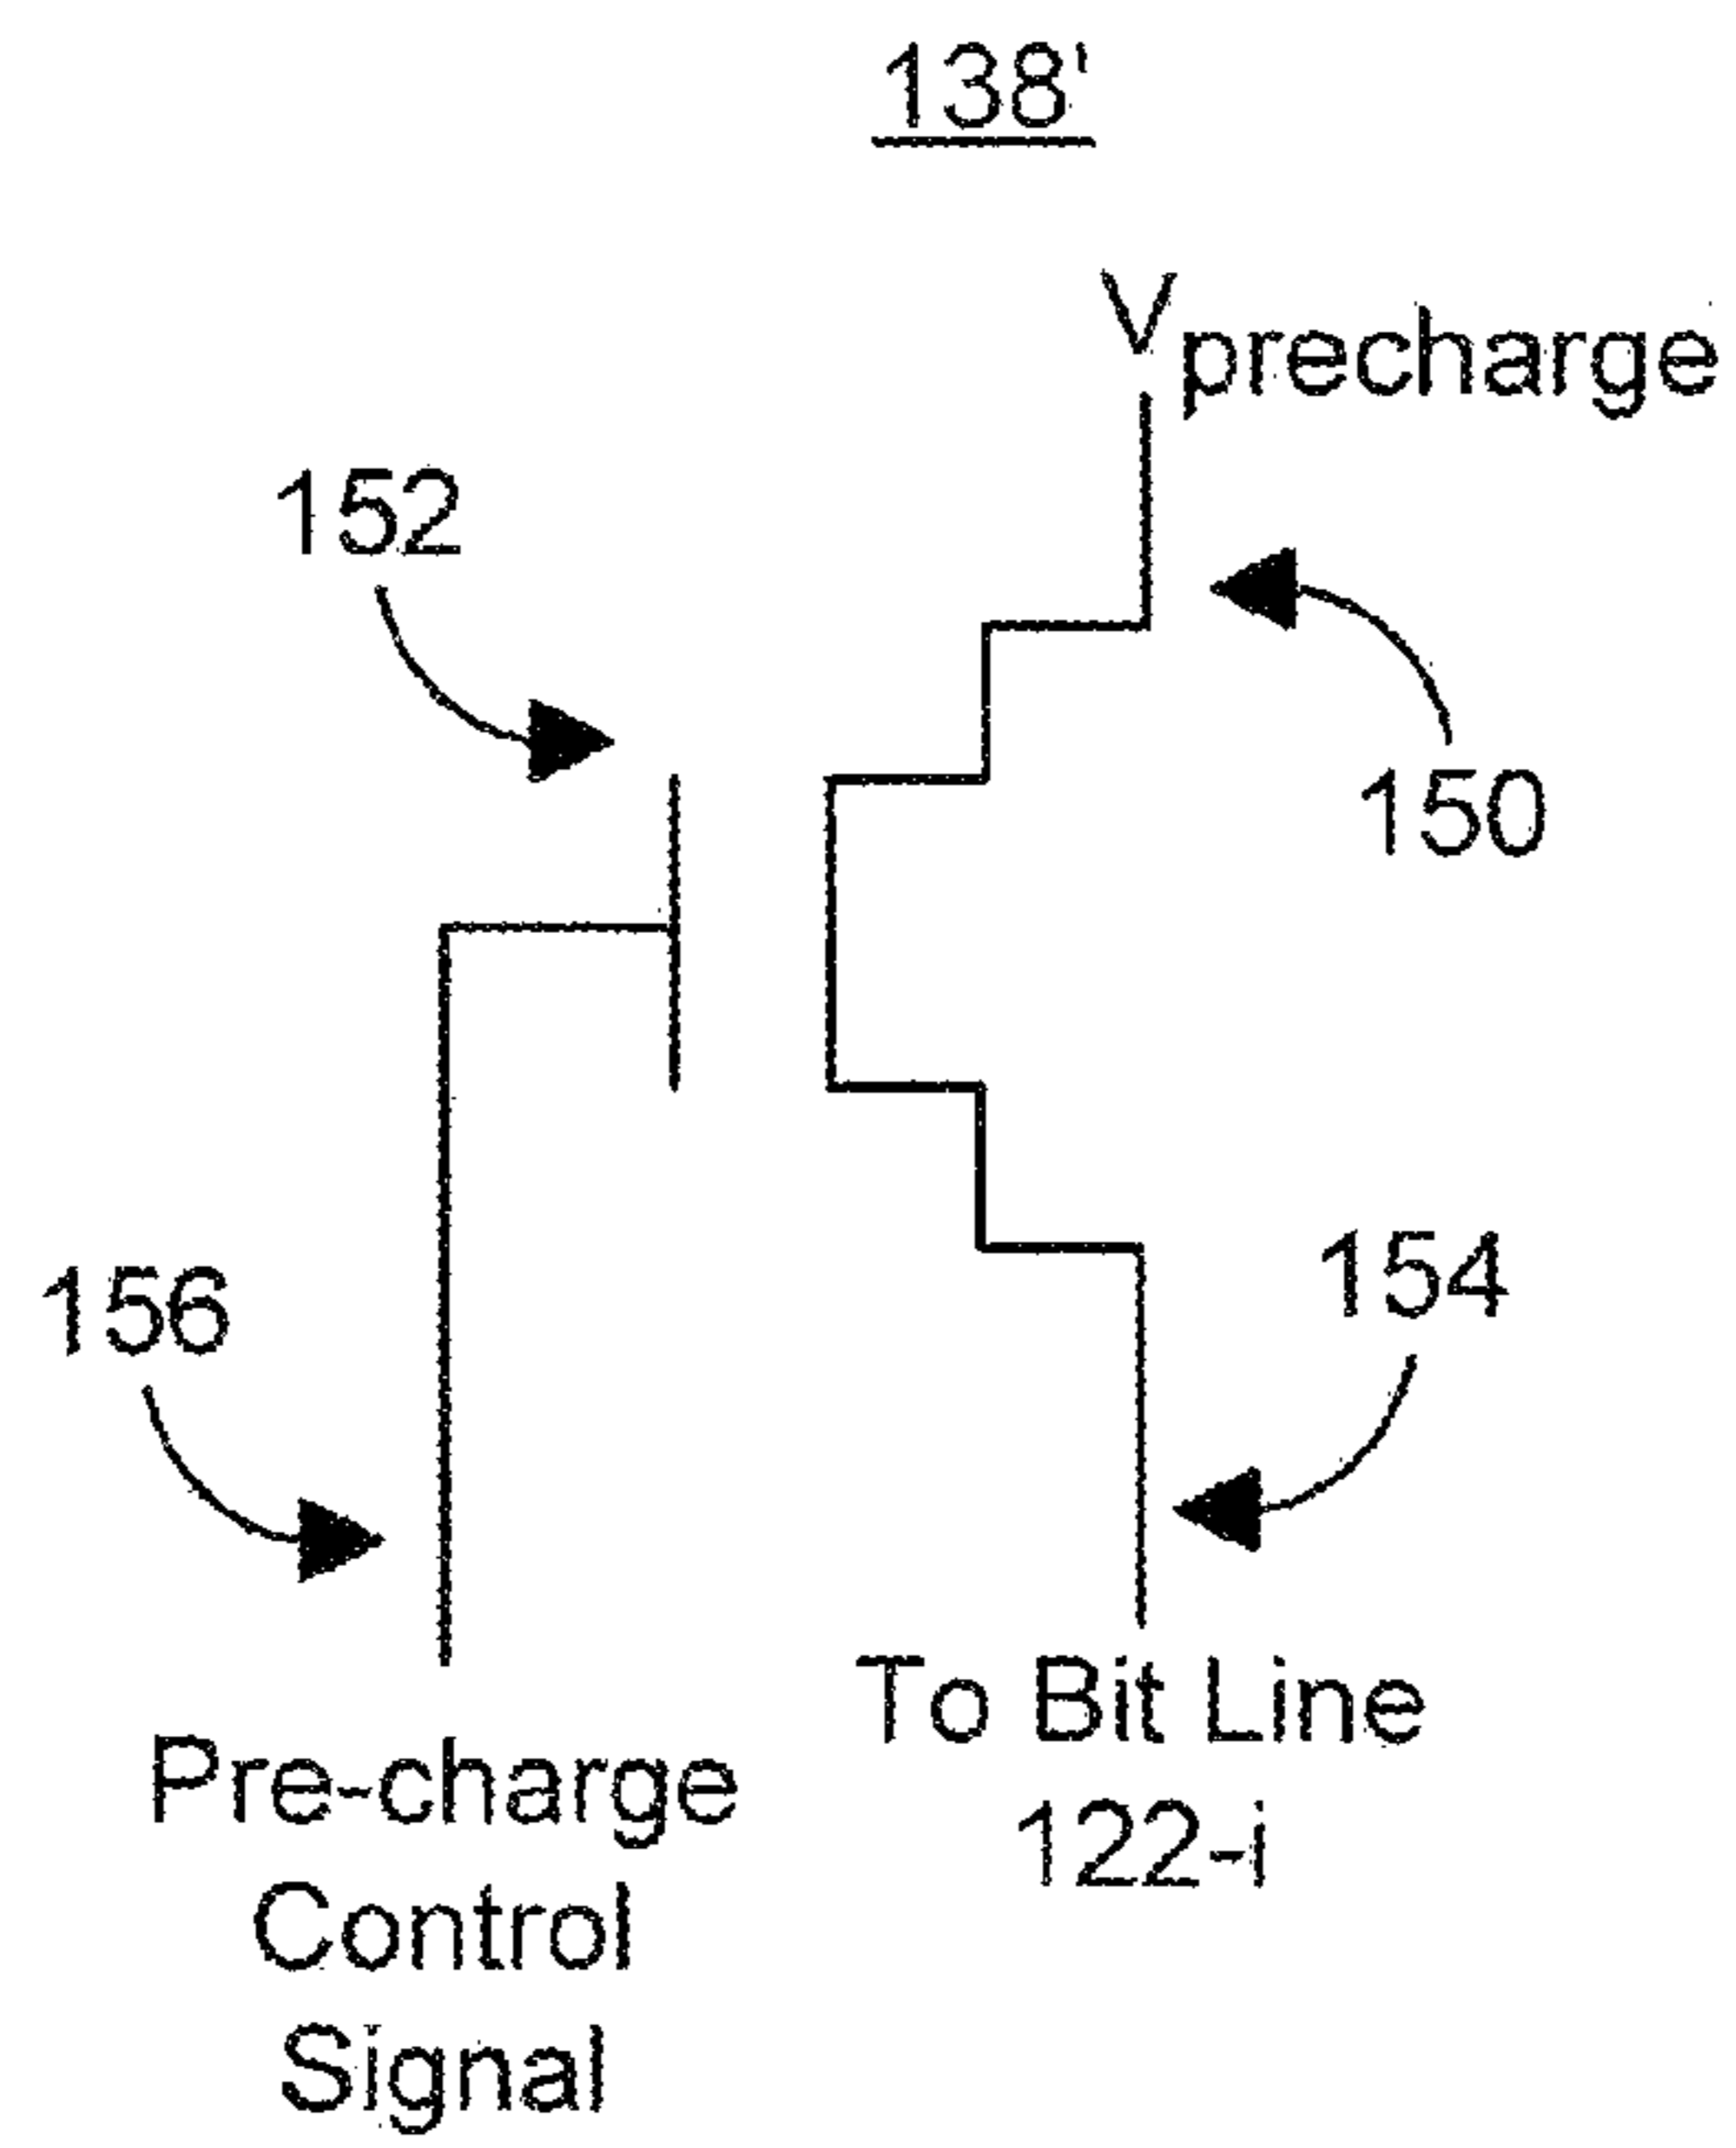 138'
Vprecharge
152
150
156
154
To Bit Line
122-i
Pre-charge
Control
Signal